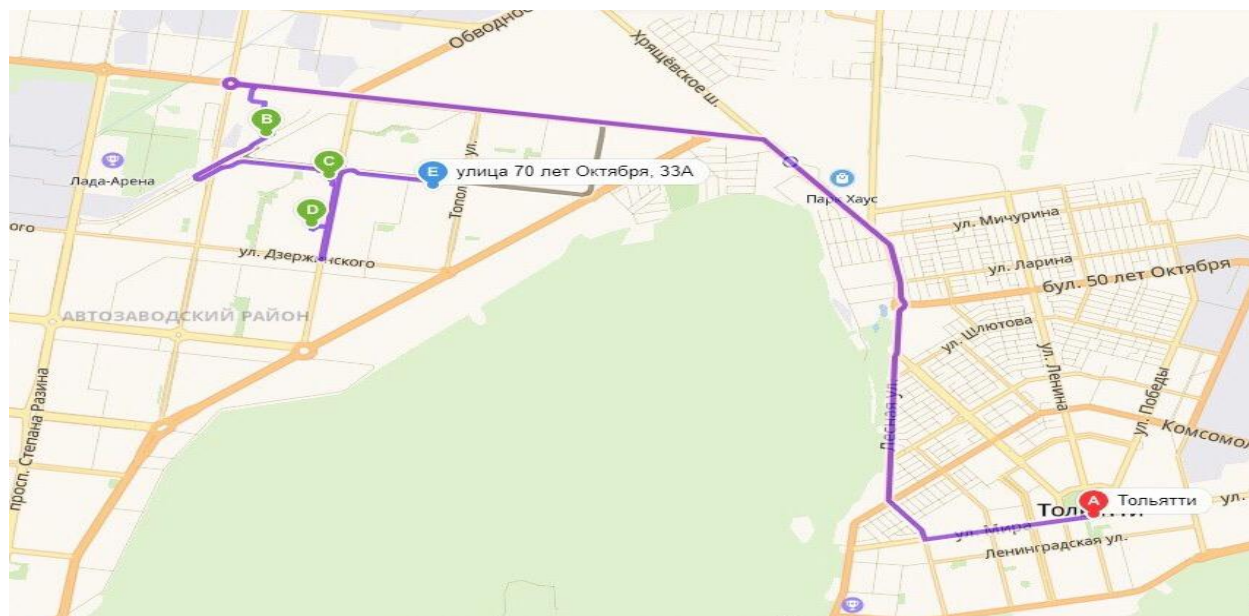 Обводно
Хрящёвское ш.
B
Лада-Арена
C
E
улица 70 лет Октября, 33А
D
ого
ул. Дзержинского
Парк Хаус
ул. Мичурина
ул. Ларина
бул. 50 лет Октября
АВТОЗАВОДСКИЙ РАЙОН
ул. Шлютова
ул. Ленина
ул. Победы
просп. Степана Разина
Лесная ул.
Комсомол
A
Тольятти
ул.
ул. Мира
Ленинградская ул.